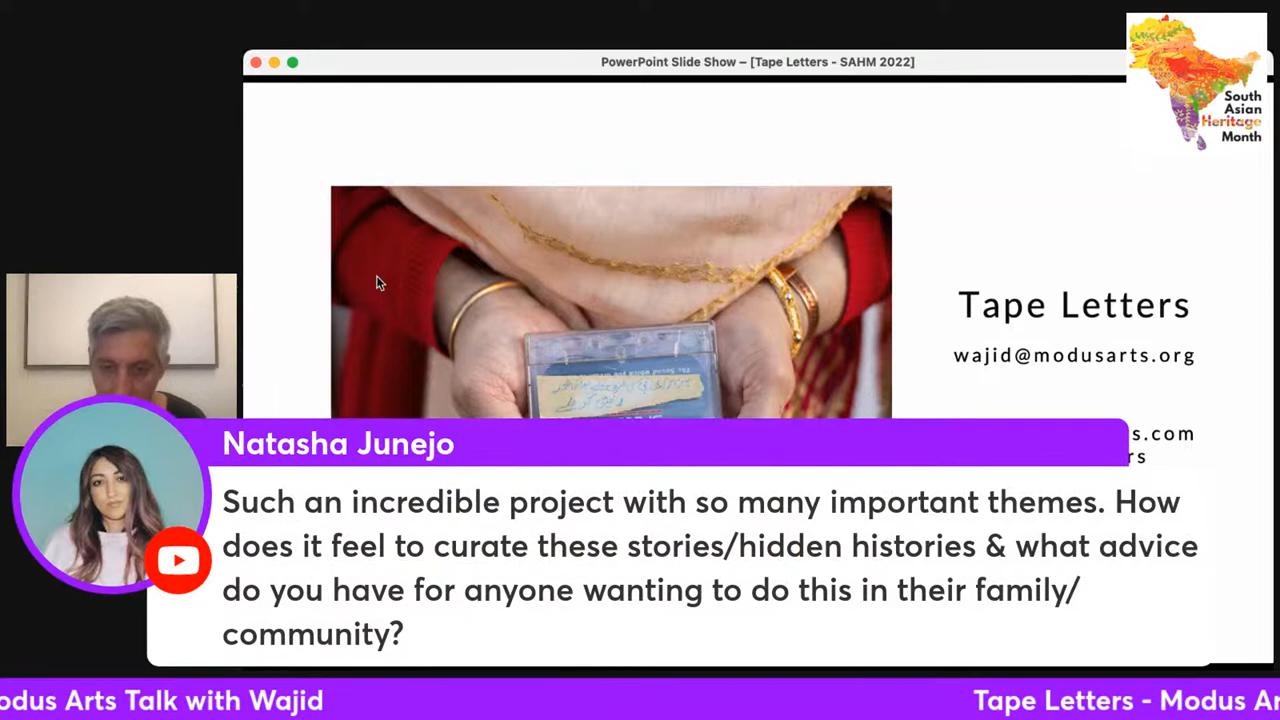 PowerPoint Slide Show – [Tape Letters - SAHM 2022]
South
Asian
Heritage
Month
Tape Letters
wajid@modusarts.org
s.com
rs
Natasha Junejo
Such an incredible project with so many important themes. How
does it feel to curate these stories/hidden histories & what advice
do you have for anyone wanting to do this in their family/
community?
odus Arts Talk with Wajid
Tape Letters - Modus Ar